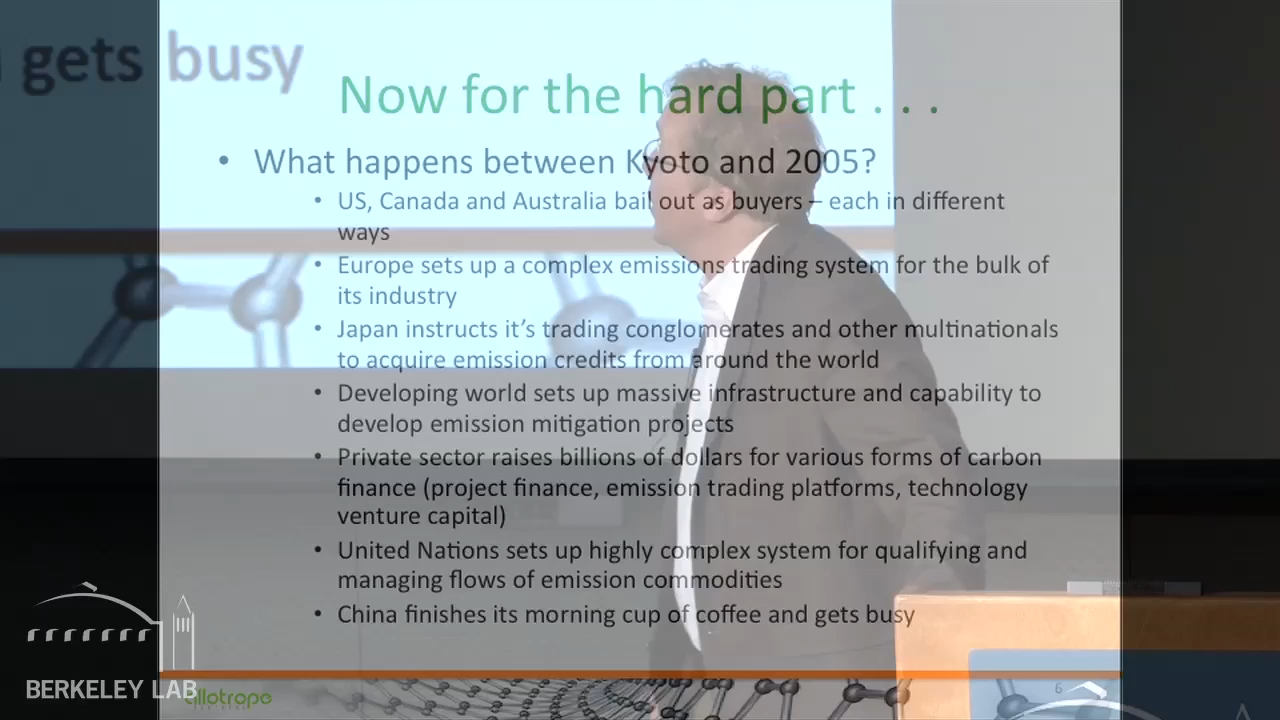 gets busy
Now for the hard part . . .
• What happens between Kyoto and 2005?
• US, Canada and Australia bail out as buyers – each in different
ways
• Europe sets up a complex emissions trading system for the bulk of
its industry
• Japan instructs it’s trading conglomerates and other multinationals
to acquire emission credits from around the world
• Developing world sets up massive infrastructure and capability to
develop emission mitigation projects
• Private sector raises billions of dollars for various forms of carbon
finance (project finance, emission trading platforms, technology
venture capital)
• United Nations sets up highly complex system for qualifying and
managing flows of emission commodities
• China finishes its morning cup of coffee and gets busy
BERKELEY LAB
allotrope
6